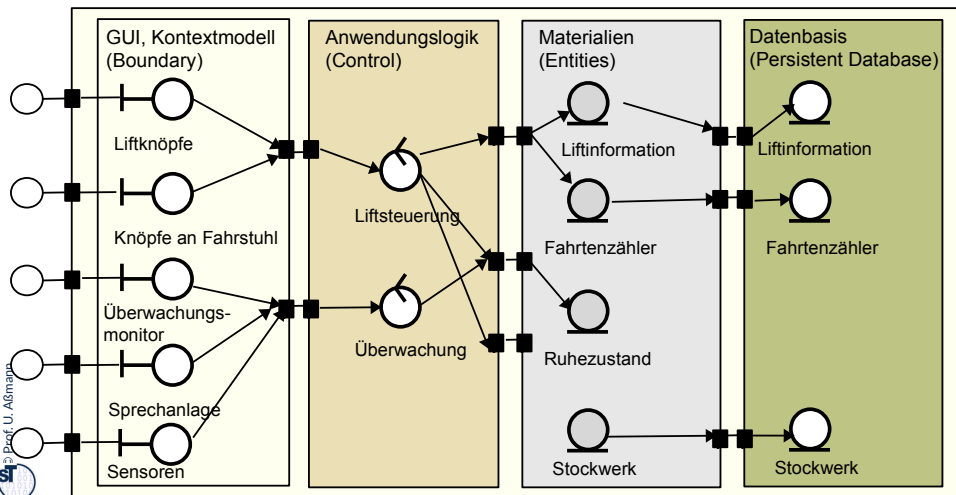 GUI, Kontextmodell
(Boundary)
Liftknöpfe
Knöpfe an Fahrstuhl
Überwachungs-
monitor
Sprechanlage
Sensoren
Anwendungslogik
(Control)
Liftsteuerung
Überwachung
Materialien
(Entities)
Liftinformation
Fahrtenzähler
Ruhezustand
Stockwerk
Datenbasis
(Persistent Database)
Liftinformation
Fahrtenzähler
Stockwerk
© Prof. U. Aßmann
ST